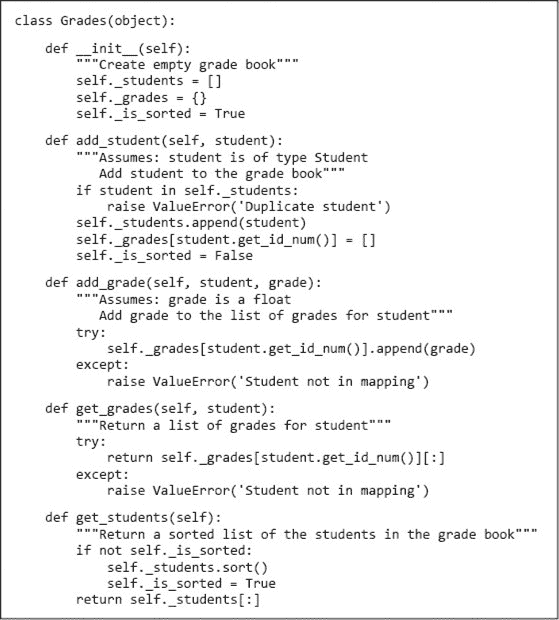 class Grades(object):
    def __init__(self):
        """Create empty grade book"""
        self._students = []
        self._grades = {}
        self._is_sorted = True
    def add_student(self, student):
        """Assumes: student is of type Student
           Add student to the grade book"""
        if student in self._students:
            raise ValueError('Duplicate student')
        self._students.append(student)
        self._grades[student.get_id_num()] = []
        self._is_sorted = False
    def add_grade(self, student, grade):
        """Assumes: grade is a float
           Add grade to the list of grades for student"""
        try:
            self._grades[student.get_id_num()].append(grade)
        except:
            raise ValueError('Student not in mapping')
    def get_grades(self, student):
        """Return a list of grades for student"""
        try:
            return self._grades[student.get_id_num()][:]
        except:
            raise ValueError('Student not in mapping')
    def get_students(self):
        """Return a sorted list of the students in the grade book"""
        if not self._is_sorted:
            self._students.sort()
            self._is_sorted = True
        return self._students[:]